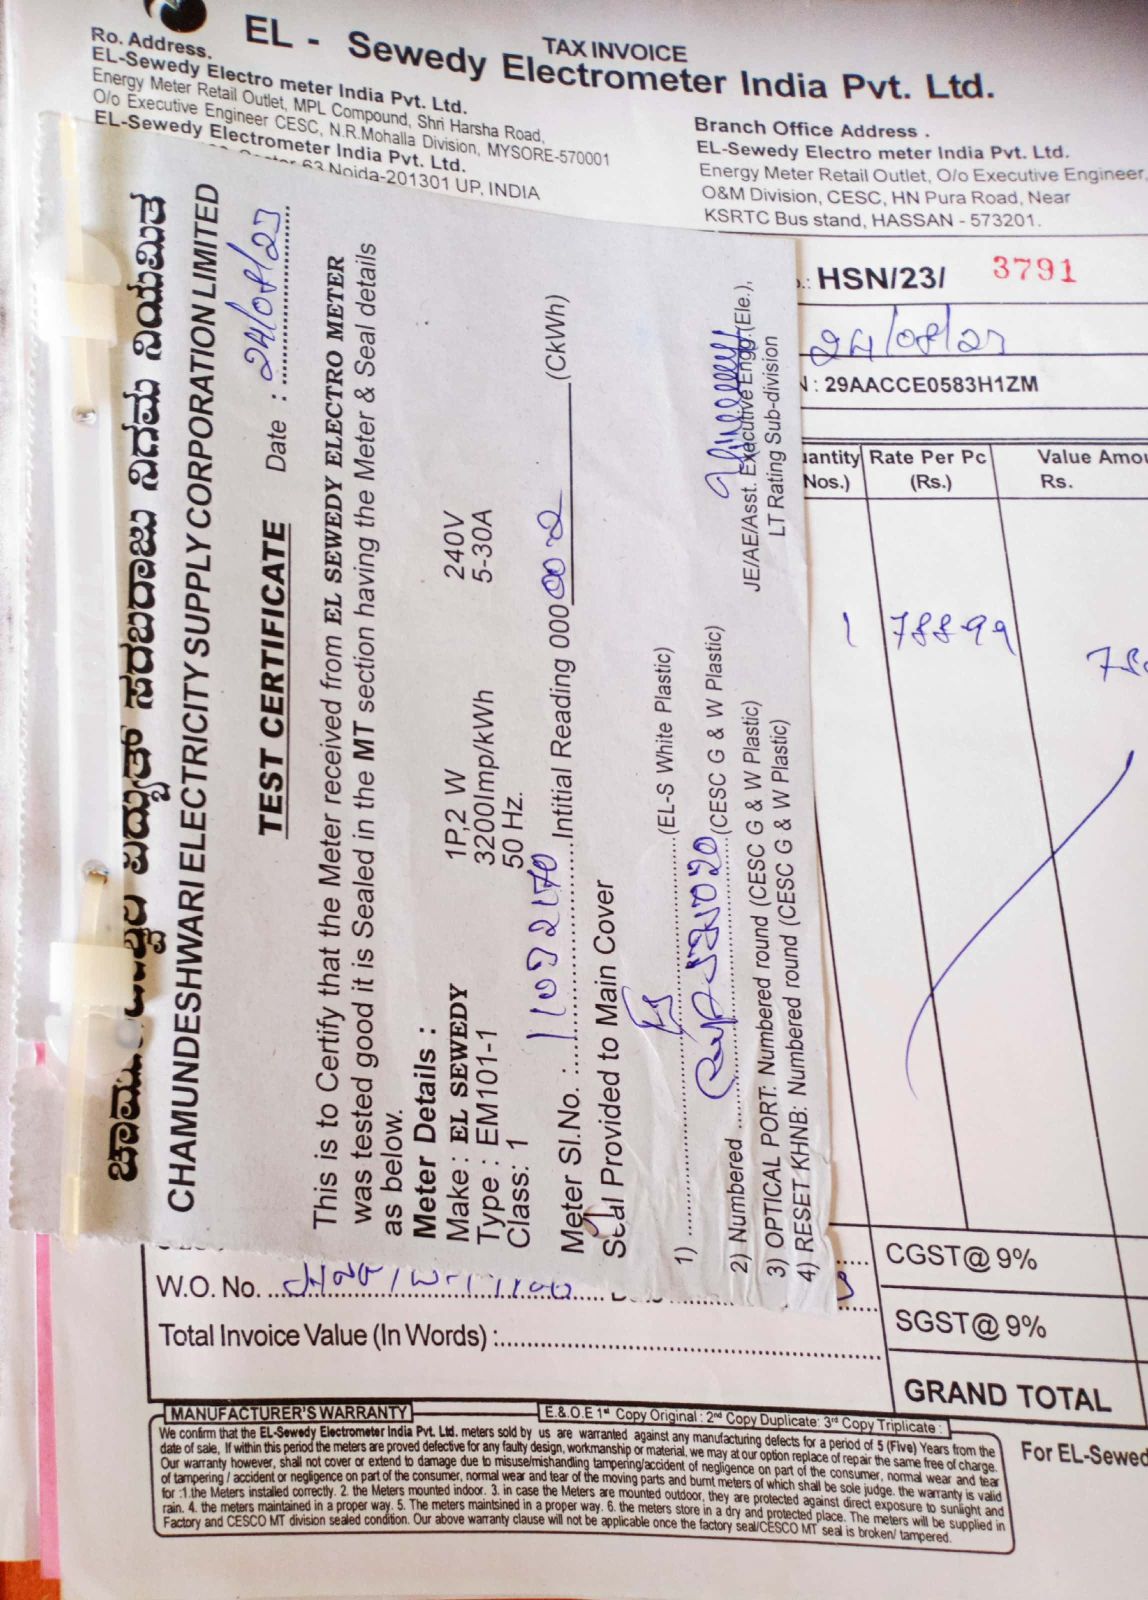 TAX INVOICE
EL - Sewedy Electrometer India Pvt. Ltd.
Ro. Address.
EL-Sewedy Electro meter India Pvt. Ltd.
Energy Meter Retail Outlet, MPL Compound, Shri Harsha Road,
O/o Executive Engineer CESC, N.R.Mohalla Division, MYSORE-570001
EL-Sewedy Electrometer India Pvt. Ltd.
63 Noida-201301 UP, INDIA
Branch Office Address .
EL-Sewedy Electro meter India Pvt. Ltd.
Energy Meter Retail Outlet, O/o Executive Engineer,
O&M Division, CESC, HN Pura Road, Near
KSRTC Bus stand, HASSAN - 573201.
HSN/23/ 3791
24/08/23
: 29AACCE0583H1ZM
Rate Per Pc
(Rs.)
Value
Rs.
Nos.)
1 788-99
ವಿದ್ಯುತ್ ಸರಬರಾಜು ನಿಗಮ ನಿಯಮಿತ
CHAMUNDESHWARI ELECTRICITY SUPPLY CORPORATION LIMITED
TEST CERTIFICATE Date : 24/08/23
This is to Certify that the Meter received from EL SEWEDY ELECTRO METER
was tested good it is Sealed in the MT section having the Meter & Seal details
as below.
Meter Details :
Make : EL SEWEDY 1P,2 W 240V
Type : EM101-1 3200Imp/kWh 5-30A
Class: 1 50 Hz.
Meter Sl.No. : 11032170 Intitial Reading 000 002 (CkWh)
Seal Provided to Main Cover
1) (EL-S White Plastic)
2) Numbered (CESC G & W Plastic)
3) OPTICAL PORT: Numbered round (CESC G & W Plastic)
4) RESET KHNB: Numbered round (CESC G & W Plastic)
JE/AE/Asst. Executive Engg.(Ele.),
LT Rating Sub-division
W.O. No.
Total Invoice Value (In Words) :
CGST@ 9%
SGST@ 9%
GRAND TOTAL
MANUFACTURER'S WARRANTY
E.& O.E 1st Copy Original : 2nd Copy Duplicate: 3rd Copy Triplicate :
We confirm that the EL-Sewedy Electrometer India Pvt. Ltd. meters sold by us are warranted against any manufacturing defects for a period of 5 (Five) Years from the
date of sale, If within this period the meters are proved defective for any faulty design, workmanship or material, we may at our option replace of repair the same free of charge.
Our warranty however, shall not cover or extend to damage due to misuse/mishandling tampering/accident of negligence on part of the consumer, normal wear and tear
of tampering / accident or negligence on part of the consumer, normal wear and tear of the moving parts and burnt meters of which shall be sole judge. the warranty is valid
for :1.the Meters installed correctly. 2. the Meters mounted indoor. 3. in case the Meters are mounted outdoor, they are protected against direct exposure to sunlight and
rain. 4. the meters maintained in a proper way. 5. The meters maintsined in a proper way. 6. the meters store in a dry and protected place. The meters will be supplied in
Factory and CESCO MT division sealed condition. Our above warranty clause will not be applicable once the factory seal/CESCO MT seal is broken/ tampered.
For EL-Sewed